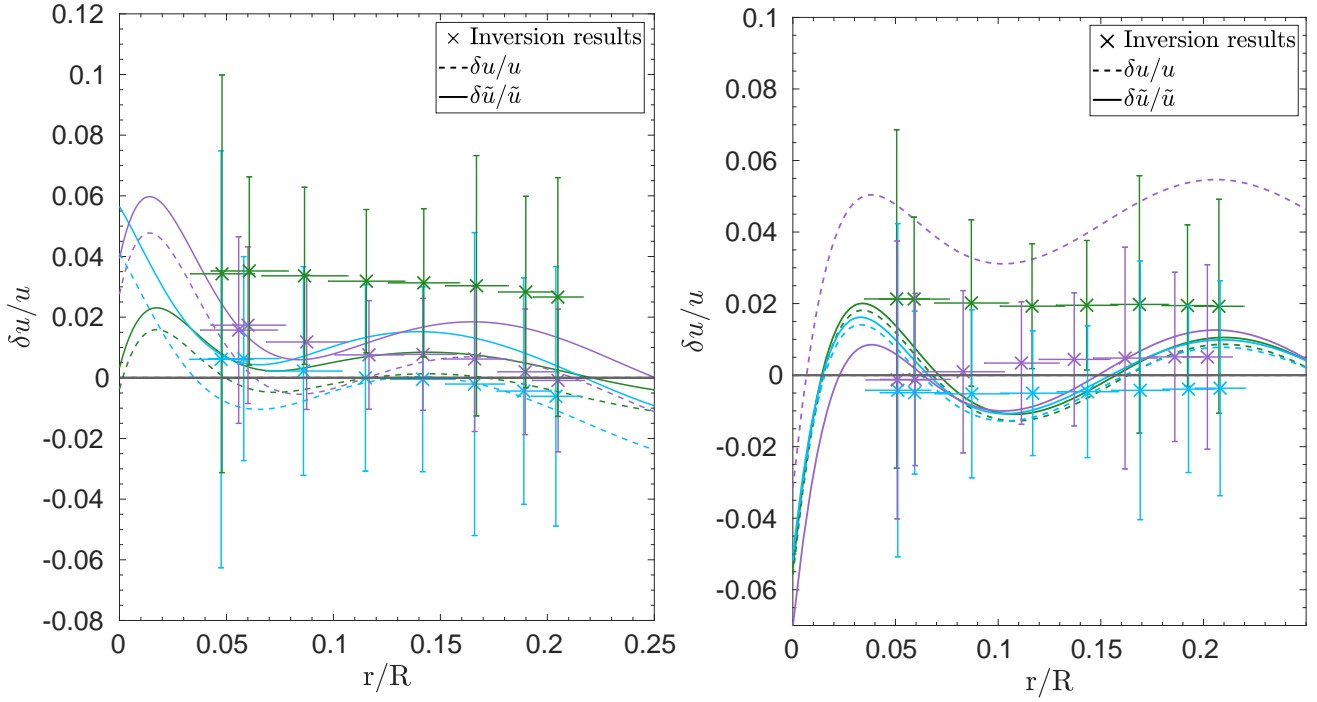 0.12
0.1
0.08
0.06
0.04
0.02
0
-0.02
-0.04
-0.06
-0.08
δu/u
× Inversion results
δu/u
δũ/ũ
0 0.05 0.1 0.15 0.2 0.25
r/R
0.1
0.08
0.06
0.04
0.02
0
-0.02
-0.04
-0.06
δu/u
× Inversion results
δu/u
δũ/ũ
0 0.05 0.1 0.15 0.2
r/R